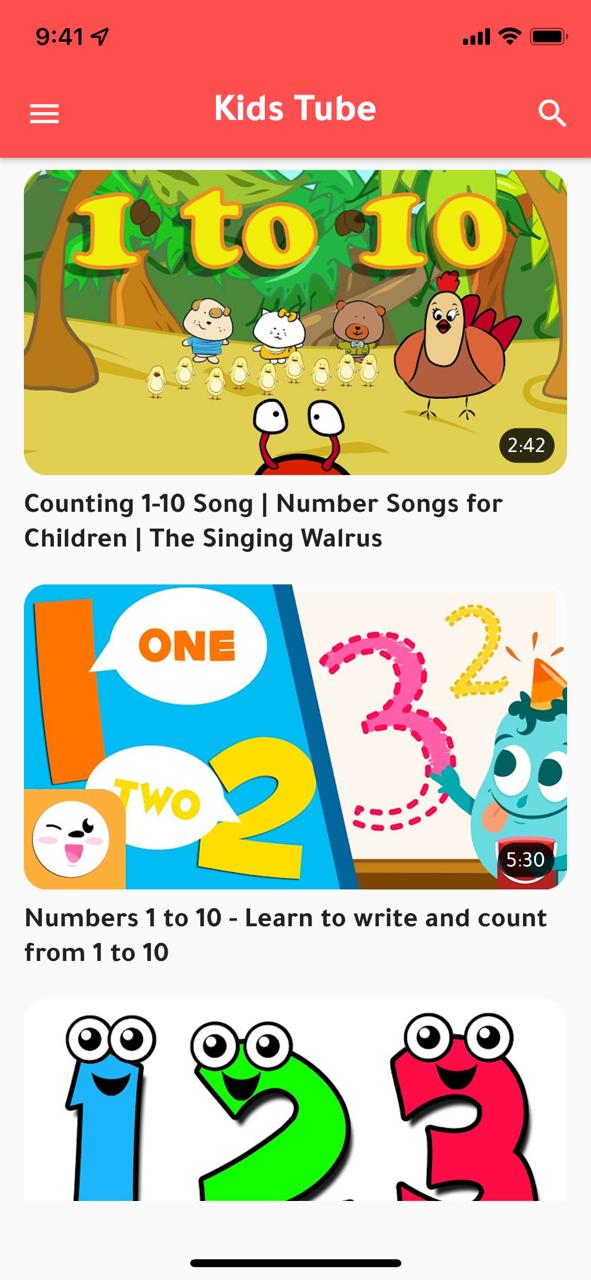 9:41
Kids Tube
1 to 10
2:42
Counting 1-10 Song | Number Songs for
Children | The Singing Walrus
ONE
1
2
3
TWO
2
5:30
Numbers 1 to 10 - Learn to write and count
from 1 to 10
1 2 3